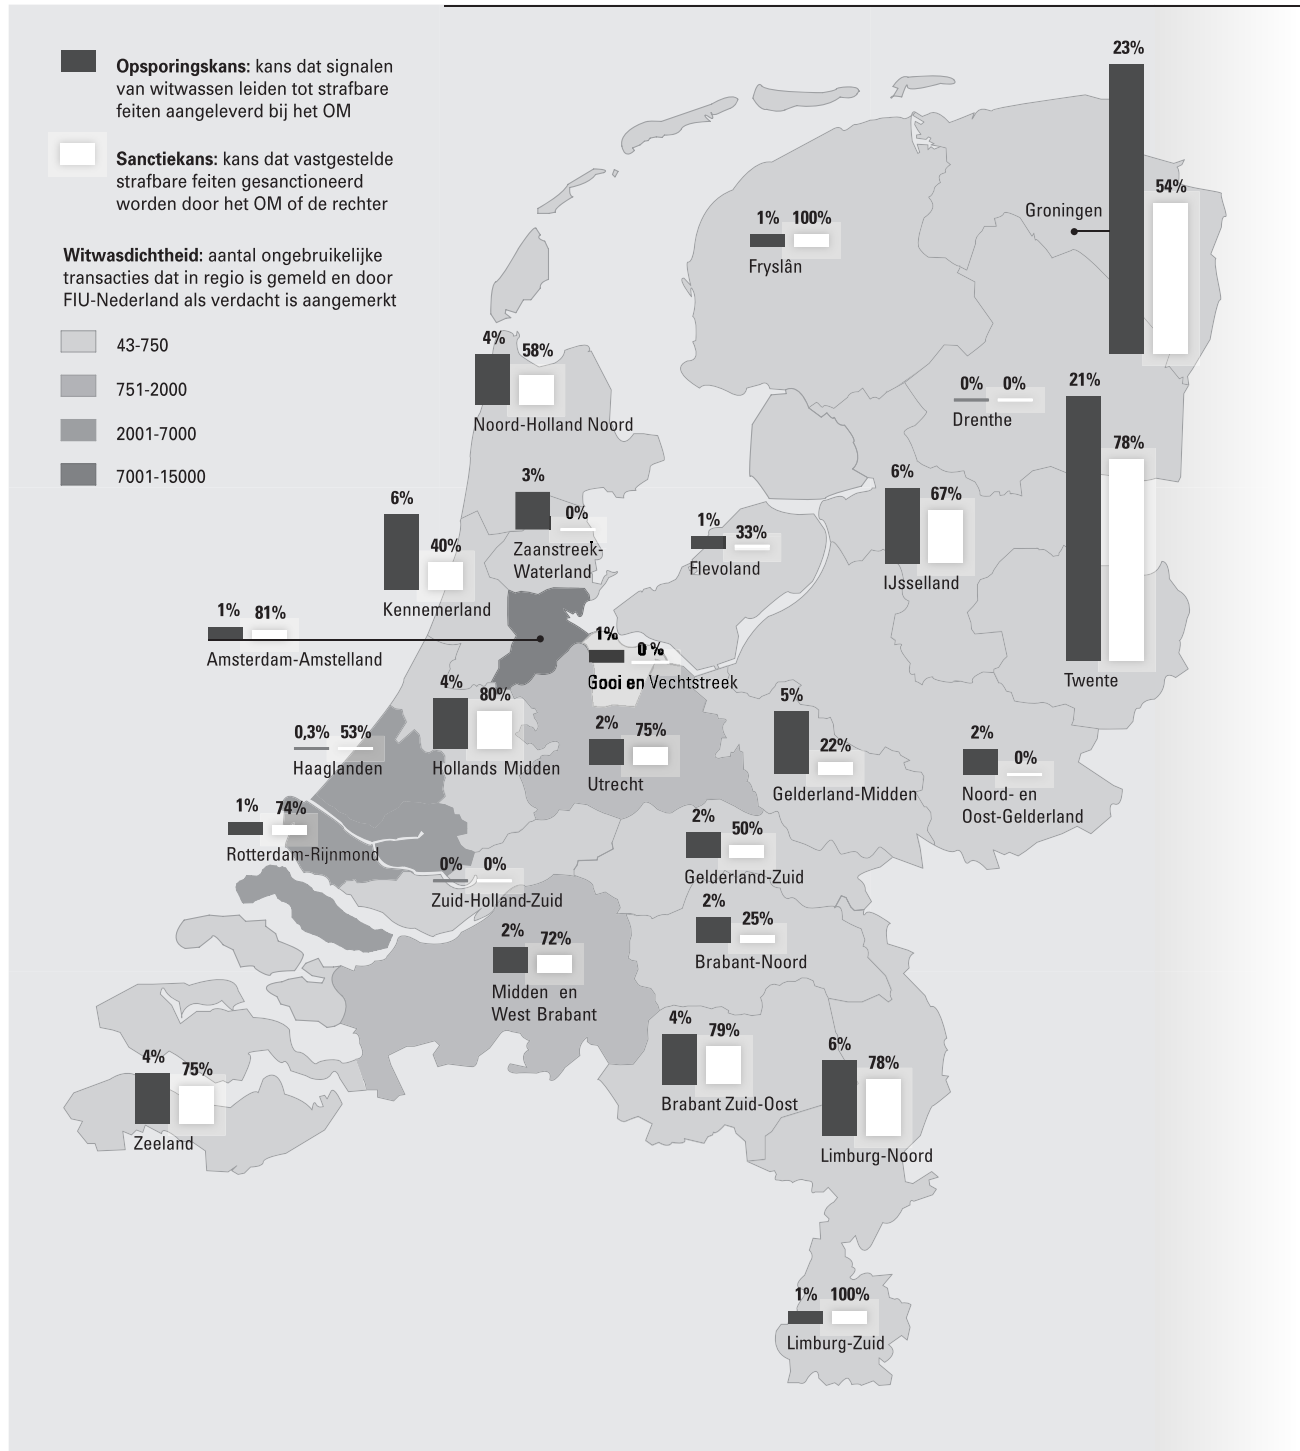 Opsporingskans: kans dat signalen
van witwassen leiden tot strafbare
feiten aangeleverd bij het OM
Sanctiekans: kans dat vastgestelde
strafbare feiten gesanctioneerd
worden door het OM of de rechter
Witwasdichtheid: aantal ongebruikelijke
transacties dat in regio is gemeld en door
FIU-Nederland als verdacht is aangemerkt
43-750
751-2000
2001-7000
7001-15000
23%
54%
Groningen
1% 100%
Fryslân
4%
58%
Noord-Holland Noord
0% 0%
Drenthe
21%
78%
Twente
6%
67%
IJsselland
3%
0%
Zaanstreek-
Waterland
1%
33%
Flevoland
6%
40%
Kennemerland
1% 81%
Amsterdam-Amstelland
1%
0 %
Gooi en Vechtstreek
4%
80%
Hollands Midden
0,3% 53%
Haaglanden
2%
75%
Utrecht
5%
22%
Gelderland-Midden
2%
0%
Noord- en
Oost-Gelderland
1% 74%
Rotterdam-Rijnmond
2%
50%
Gelderland-Zuid
0% 0%
Zuid-Holland-Zuid
2%
25%
Brabant-Noord
2%
72%
Midden en
West Brabant
4%
79%
Brabant Zuid-Oost
6%
78%
Limburg-Noord
4%
75%
Zeeland
1% 100%
Limburg-Zuid